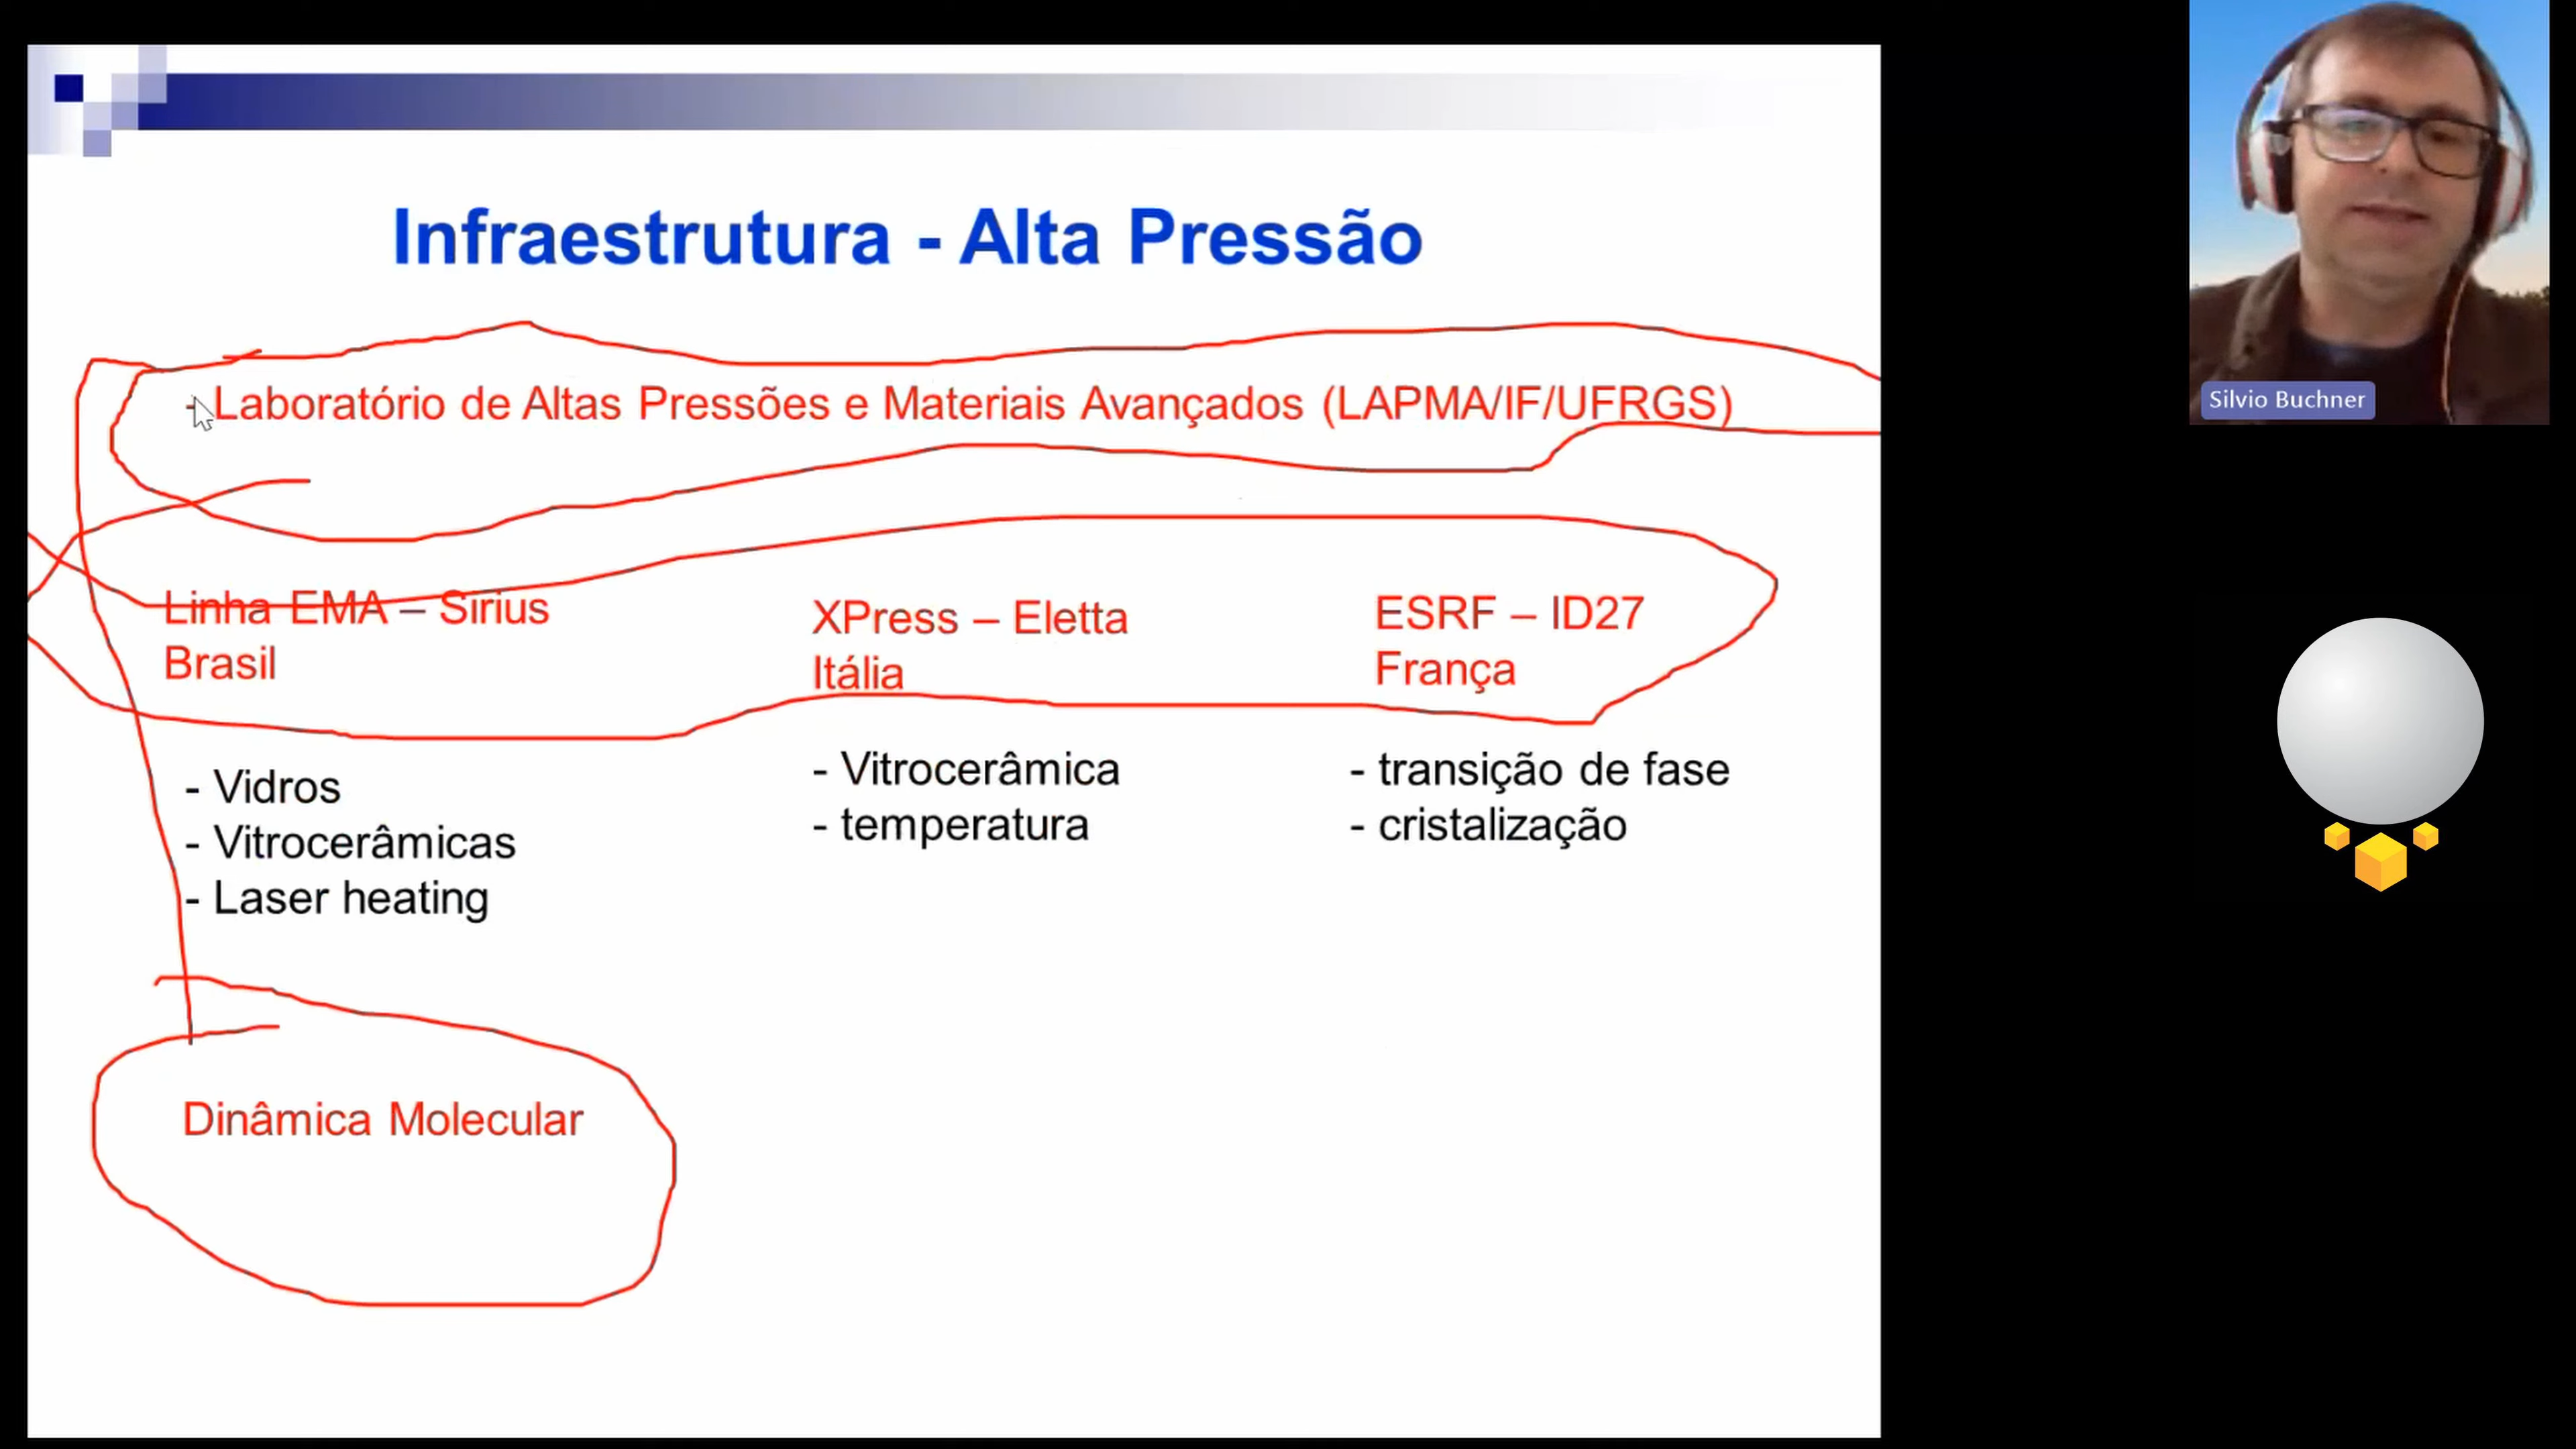 Infraestrutura - Alta Pressão
- Laboratório de Altas Pressões e Materiais Avançados (LAPMA/IF/UFRGS)
Linha EMA – Sirius
Brasil
- Vidros
- Vitrocerâmicas
- Laser heating
XPress – Eletta
Itália
- Vitrocerâmica
- temperatura
ESRF – ID27
França
- transição de fase
- cristalização
Dinâmica Molecular
Silvio Buchner